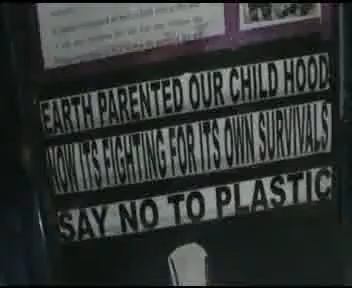 EARTH PARENTED OUR CHILD HOOD
NOW ITS FIGHTING FOR ITS OWN SURVIVALS
SAY NO TO PLASTIC